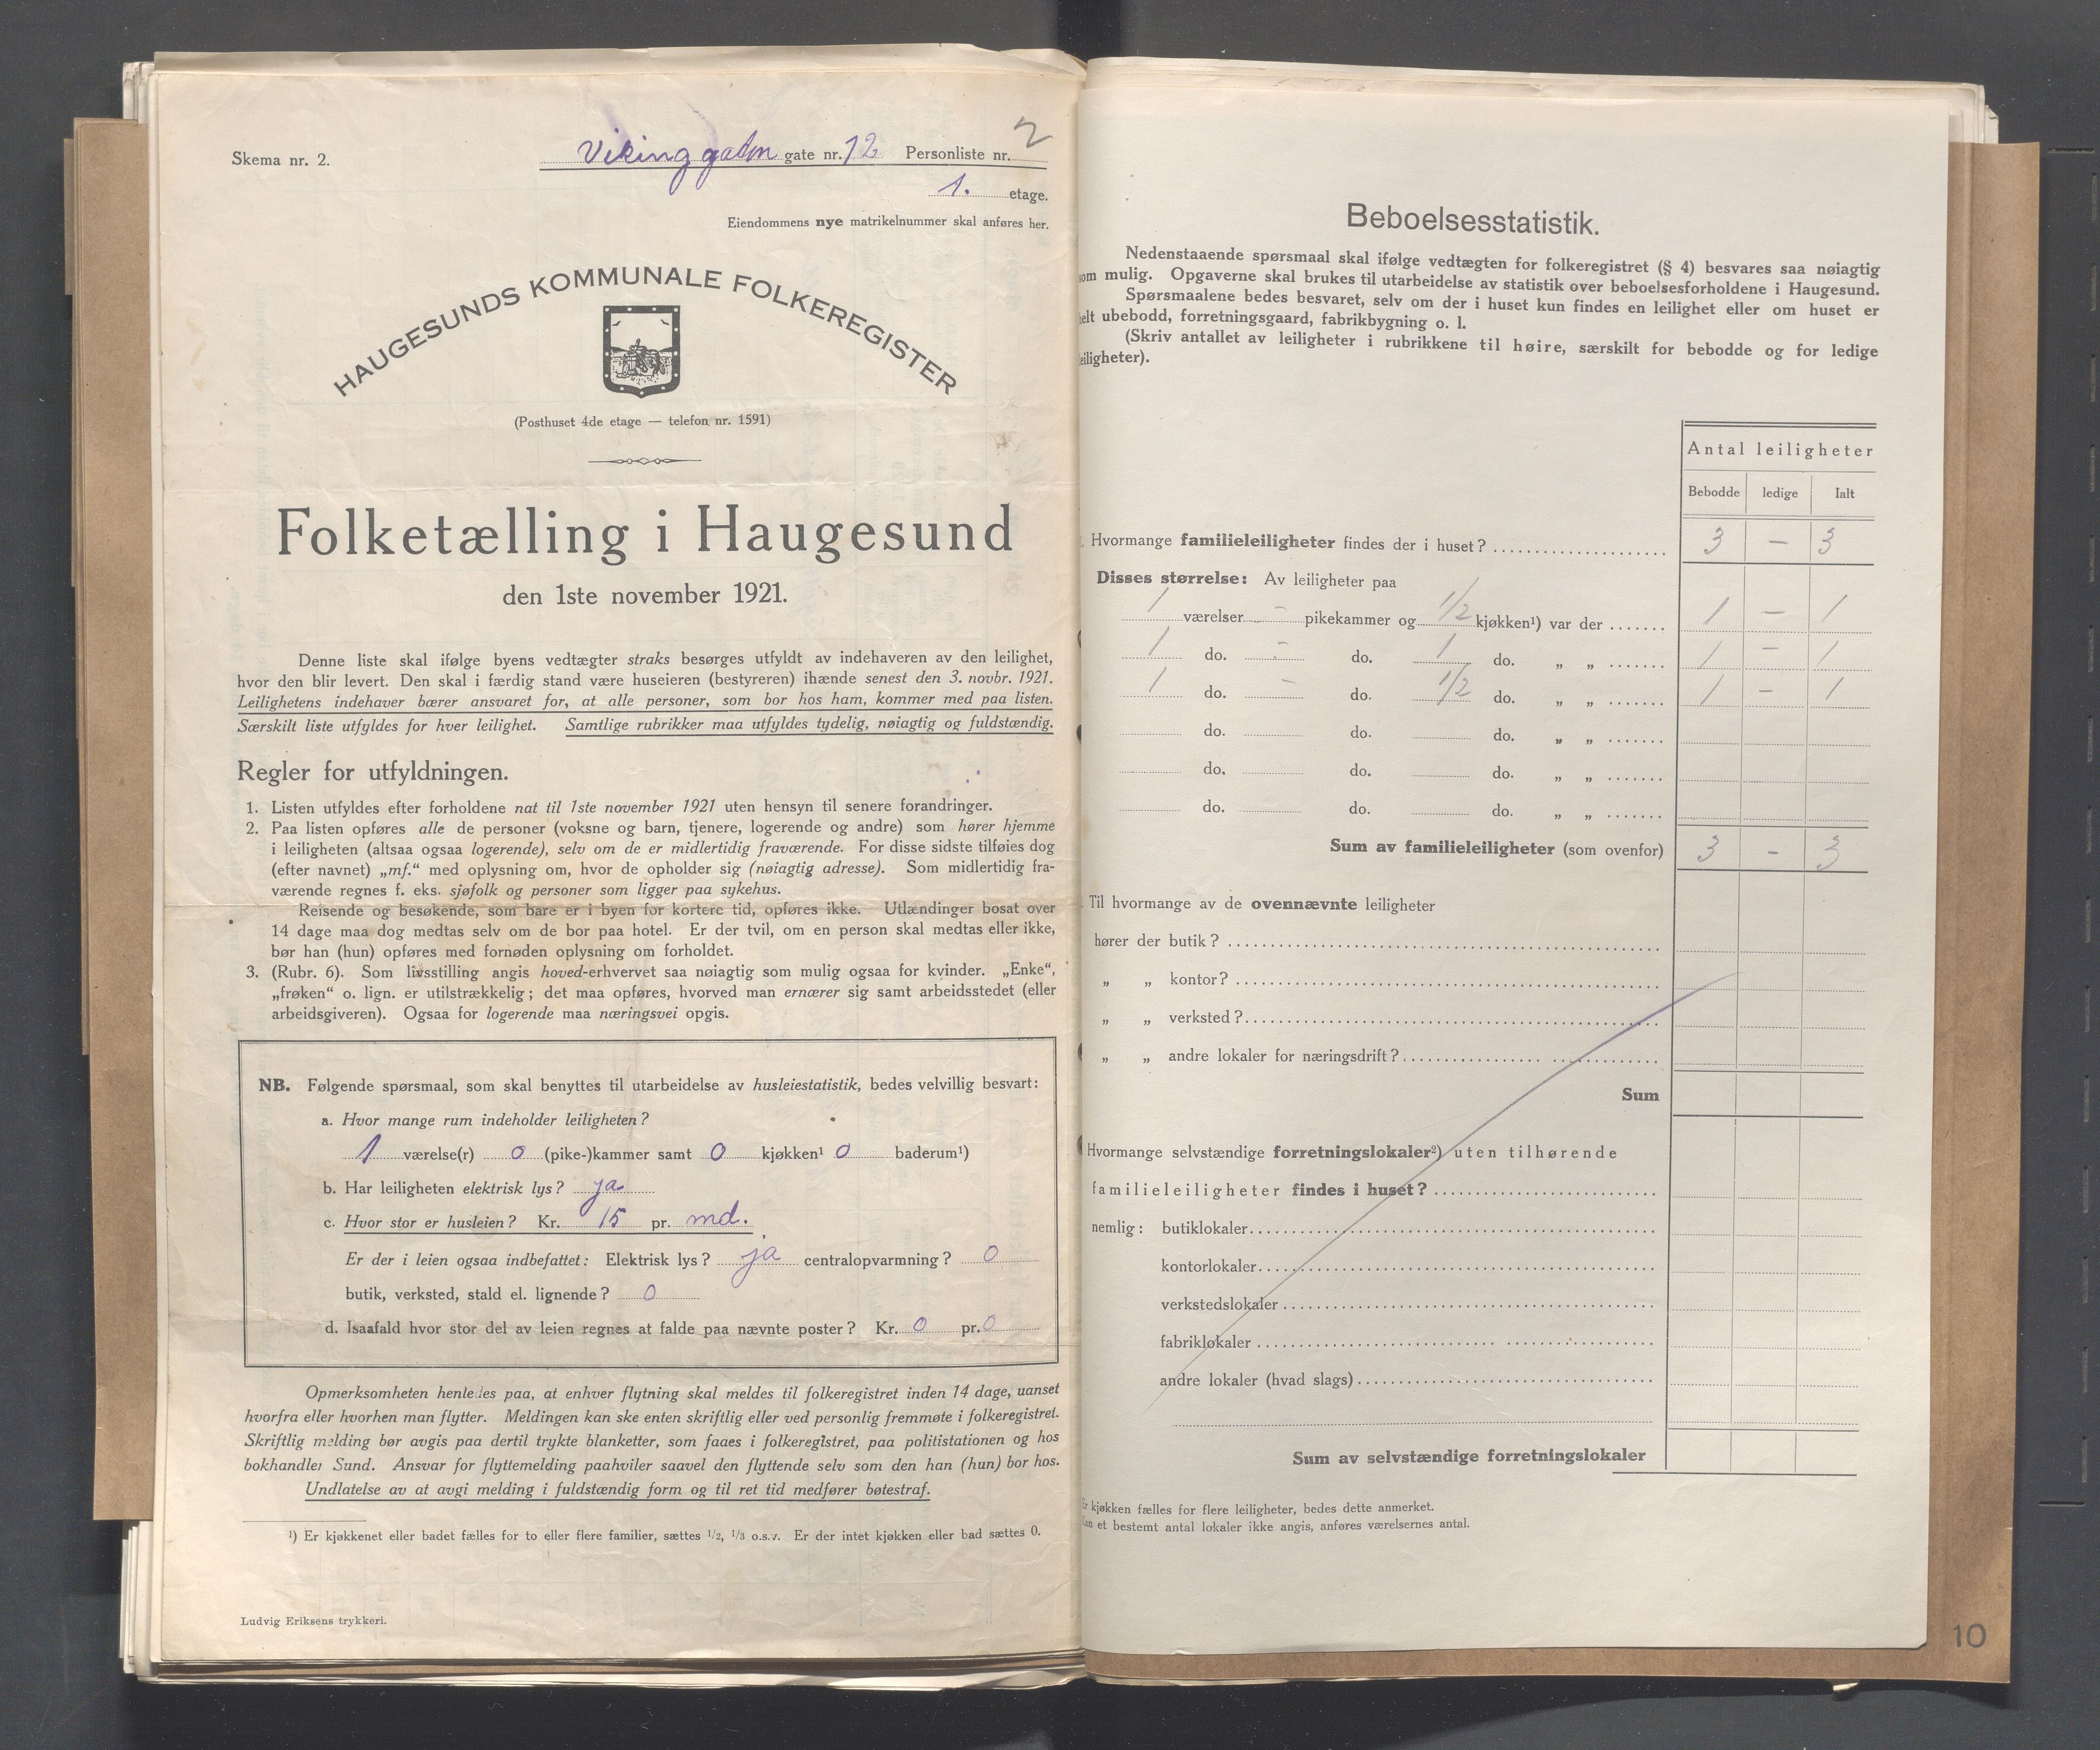 Skema nr. 2.
Vikinggaten gate nr. 12 Personliste nr. 2
1. etage.
Eiendommens nye matrikelnummer skal anføres her.
HAUGESUNDS KOMMUNALE FOLKEREGISTER
(Posthuset 4de etage — telefon nr. 1591)
Folketælling i Haugesund
den 1ste november 1921.
Denne liste skal ifølge byens vedtægter straks besørges utfyldt av indehaveren av den leilighet,
hvor den blir levert. Den skal i færdig stand være huseieren (bestyreren) ihænde senest den 3. novbr. 1921.
Leilighetens indehaver bærer ansvaret for, at alle personer, som bor hos ham, kommer med paa listen.
Særskilt liste utfyldes for hver leilighet. Samtlige rubrikker maa utfyldes tydelig, nøiagtig og fuldstændig.
Regler for utfyldningen.
1. Listen utfyldes efter forholdene nat til 1ste november 1921 uten hensyn til senere forandringer.
2. Paa listen opføres alle de personer (voksne og barn, tjenere, logerende og andre) som hører hjemme
i leiligheten (altsaa ogsaa logerende), selv om de er midlertidig fraværende. For disse sidste tilføies dog
(efter navnet) „mf.“ med oplysning om, hvor de opholder sig (nøiagtig adresse). Som midlertidig fra-
værende regnes f. eks. sjøfolk og personer som ligger paa sykehus.
Reisende og besøkende, som bare er i byen for kortere tid, opføres ikke. Utlændinger bosat over
14 dage maa dog medtas selv om de bor paa hotel. Er der tvil, om en person skal medtas eller ikke,
bør han (hun) opføres med fornøden oplysning om forholdet.
3. (Rubr. 6). Som livsstilling angis hoved-erhvervet saa nøiagtig som mulig ogsaa for kvinder. „Enke“,
„frøken“ o. lign. er utilstrækkelig; det maa opføres, hvorved man ernærer sig samt arbeidsstedet (eller
arbeidsgiveren). Ogsaa for logerende maa næringsvei opgis.
NB. Følgende spørsmaal, som skal benyttes til utarbeidelse av husleiestatistik, bedes velvillig besvart:
a. Hvor mange rum indeholder leiligheten?
1 værelse(r) 0 (pike-)kammer samt 0 kjøkken¹ 0 baderum¹)
b. Har leiligheten elektrisk lys? ja
c. Hvor stor er husleien? Kr. 15 pr. md.
Er der i leien ogsaa indbefattet: Elektrisk lys? ja centralopvarmning? 0
butik, verksted, stald el. lignende? 0
d. Isaafald hvor stor del av leien regnes at falde paa nævnte poster? Kr. 0 pr. 0
Opmerksomheten henledes paa, at enhver flytning skal meldes til folkeregistret inden 14 dage, uanset
hvorfra eller hvorhen man flytter. Meldingen kan ske enten skriftlig eller ved personlig fremmøte i folkeregistret.
Skriftlig melding bør avgis paa dertil trykte blanketter, som faaes i folkeregistret, paa politistationen og hos
bokhandler Sund. Ansvar for flyttemelding paahviler saavel den flyttende selv som den han (hun) bor hos.
Undlatelse av at avgi melding i fuldstændig form og til ret tid medfører bøtestraf.
¹) Er kjøkkenet eller badet fælles for to eller flere familier, sættes 1/2, 1/3 o.s.v. Er der intet kjøkken eller bad sættes 0.
Ludvig Eriksens trykkeri.
Beboelsesstatistik.
Nedenstaaende spørsmaal skal ifølge vedtægten for folkeregistret (§ 4) besvares saa nøiagtig
om mulig. Opgaverne skal brukes til utarbeidelse av statistik over beboelsesforholdene i Haugesund.
Spørsmaalene bedes besvaret, selv om der i huset kun findes en leilighet eller om huset er
elt ubebodd, forretningsgaard, fabrikbygning o. l.
(Skriv antallet av leiligheter i rubrikkene til høire, særskilt for bebodde og for ledige
eiligheter).
Antal leiligheter
Bebodde ledige Ialt
. Hvormange familieleiligheter findes der i huset? 3 — 3
Disses størrelse: Av leiligheter paa
1 værelser - pikekammer og 1/2 kjøkken¹) var der 1 — 1
1 do. - do. 1 do. „ „ 1 — 1
1 do. - do. 1/2 do. „ „ 1 – 1
do. do. do. „ „
do. do. do. „ „
do. do. do. „ „
Sum av familieleiligheter (som ovenfor) 3 – 3
Til hvormange av de ovennævnte leiligheter
hører der butik?
„ „ kontor?
„ „ verksted?
„ „ andre lokaler for næringsdrift?
Sum
Hvormange selvstændige forretningslokaler²) uten tilhørende
familieleiligheter findes i huset?
nemlig: butiklokaler
kontorlokaler
verkstedslokaler
fabriklokaler
andre lokaler (hvad slags)
Sum av selvstændige forretningslokaler
Er kjøkken fælles for flere leiligheter, bedes dette anmerket.
an et bestemt antal lokaler ikke angis, anføres værelsernes antal.
10